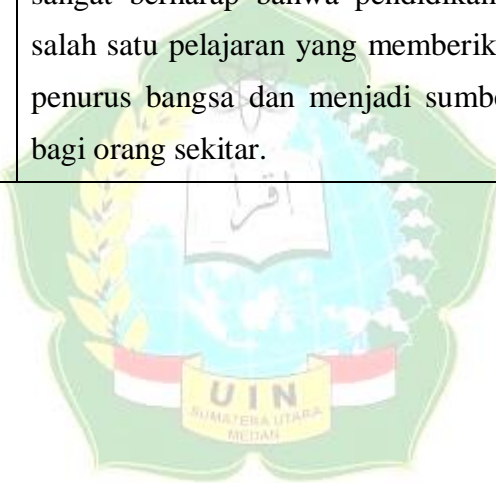 sangat berharap bahwa pendidikan
salah satu pelajaran yang memberik
penurus bangsa dan menjadi sumbe
bagi orang sekitar.
اقرأ
UIN
SUMATERA UTARA
MEDAN